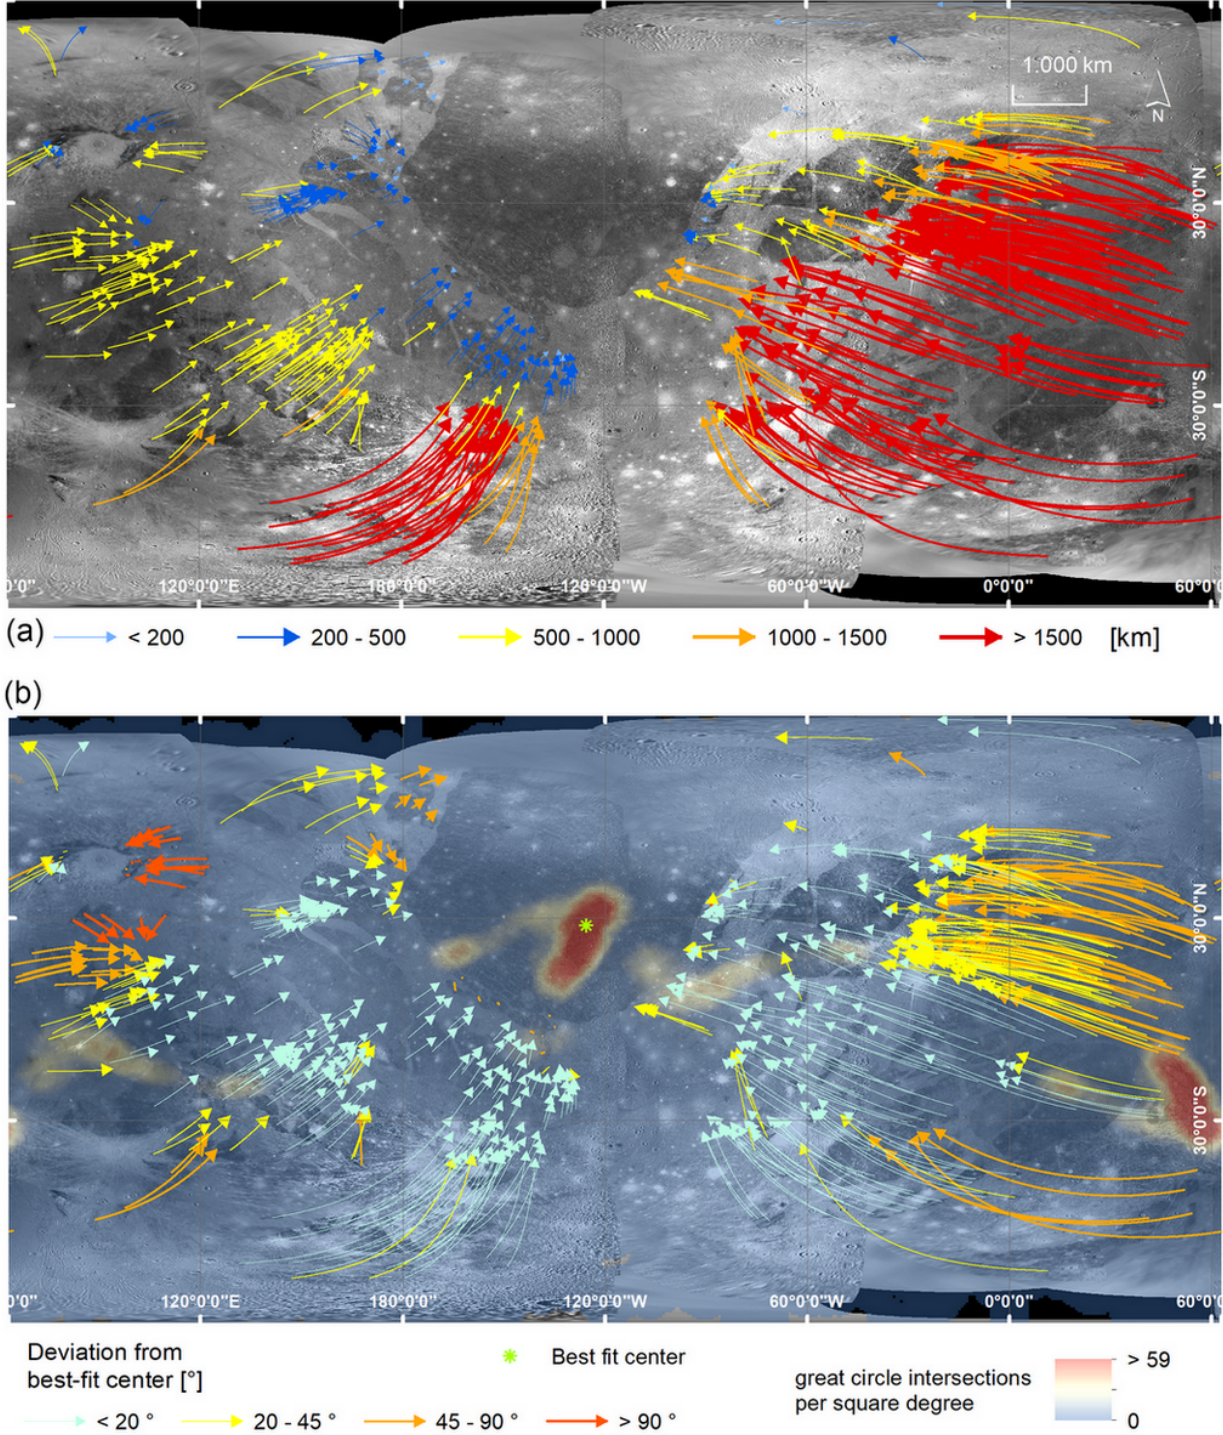 1.000 km
N
30°0'0"N
30°0'0"S
0'0"
120°0'0"E
180°0'0"
120°0'0"W
60°0'0"W
0°0'0"
60°0
(a)
< 200
200 - 500
500 - 1000
1000 - 1500
> 1500
[km]
(b)
30°0'0"N
30°0'0"S
0'0"
120°0'0"E
180°0'0"
120°0'0"W
60°0'0"W
0°0'0"
60°0
Deviation from
best-fit center [°]
Best fit center
great circle intersections
per square degree
> 59
0
< 20 °
20 - 45 °
45 - 90 °
> 90 °